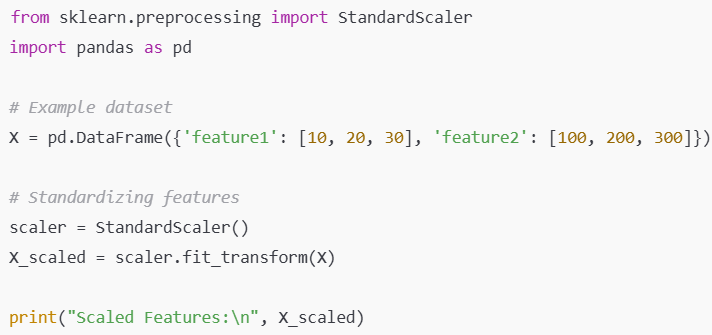 from sklearn.preprocessing import StandardScaler
import pandas as pd
# Example dataset
X = pd.DataFrame({'feature1': [10, 20, 30], 'feature2': [100, 200, 300]})
# Standardizing features
scaler = StandardScaler()
X_scaled = scaler.fit_transform(X)
print("Scaled Features:\n", X_scaled)